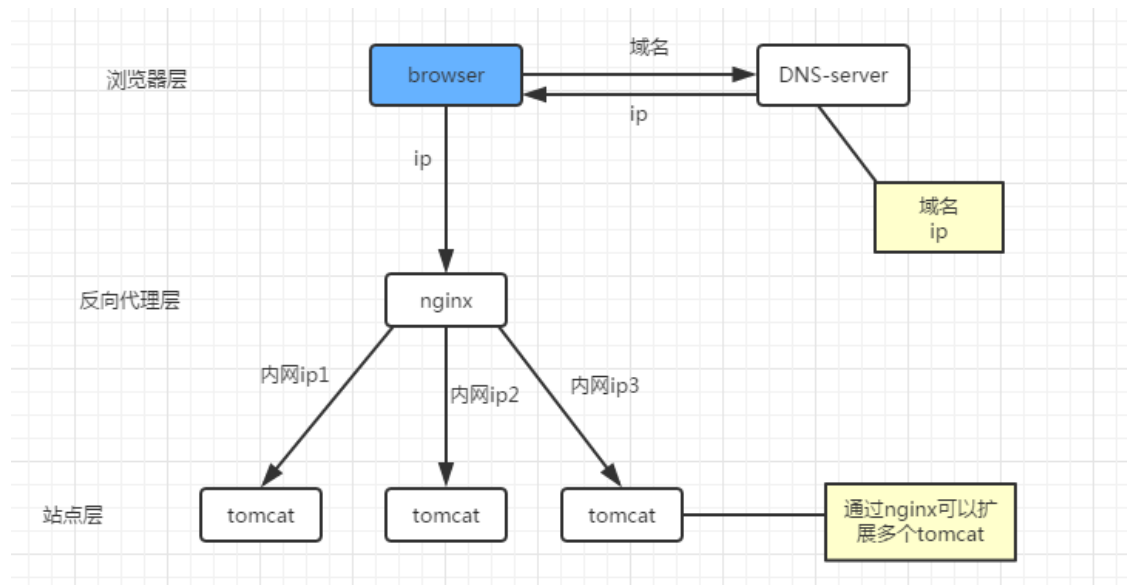 域名
浏览器层
browser
DNS-server
ip
ip
域名
ip
反向代理层
nginx
内网ip1
内网ip2
内网ip3
站点层
tomcat
tomcat
tomcat
通过nginx可以扩
展多个tomcat